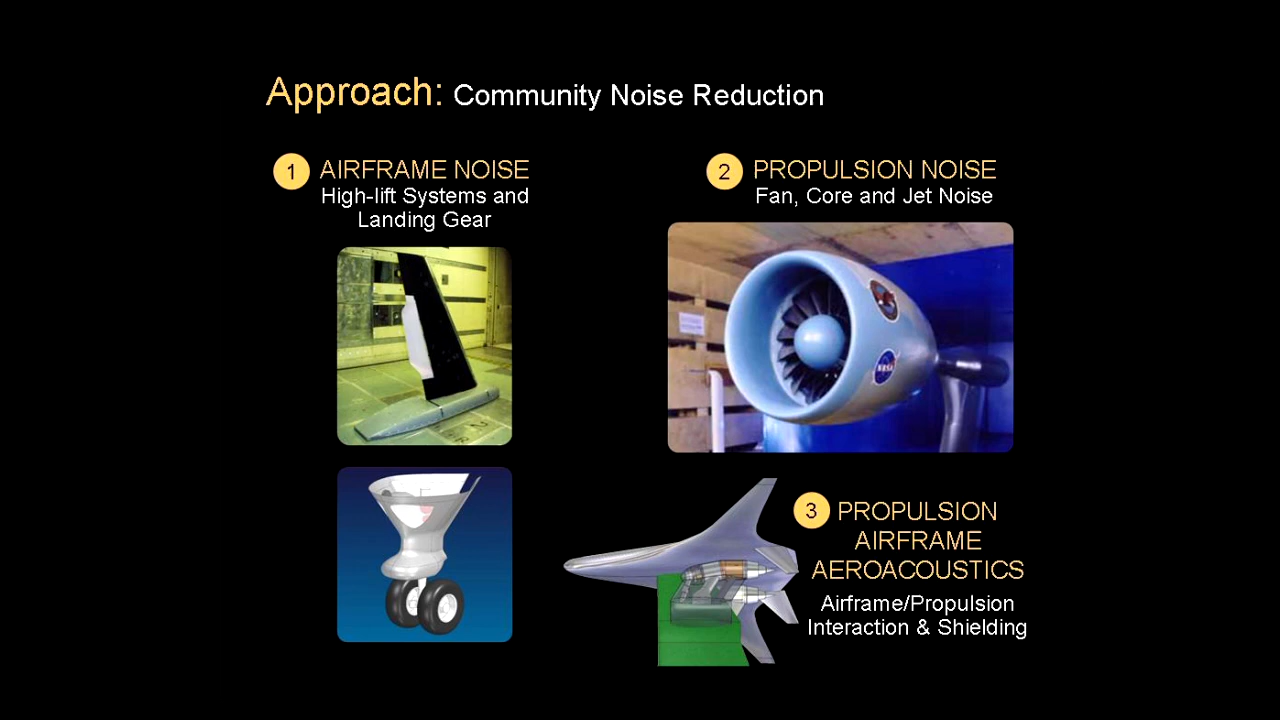 Approach: Community Noise Reduction
1 AIRFRAME NOISE
High-lift Systems and
Landing Gear
2 PROPULSION NOISE
Fan, Core and Jet Noise
NASA
3 PROPULSION
AIRFRAME
AEROACOUSTICS
Airframe/Propulsion
Interaction & Shielding